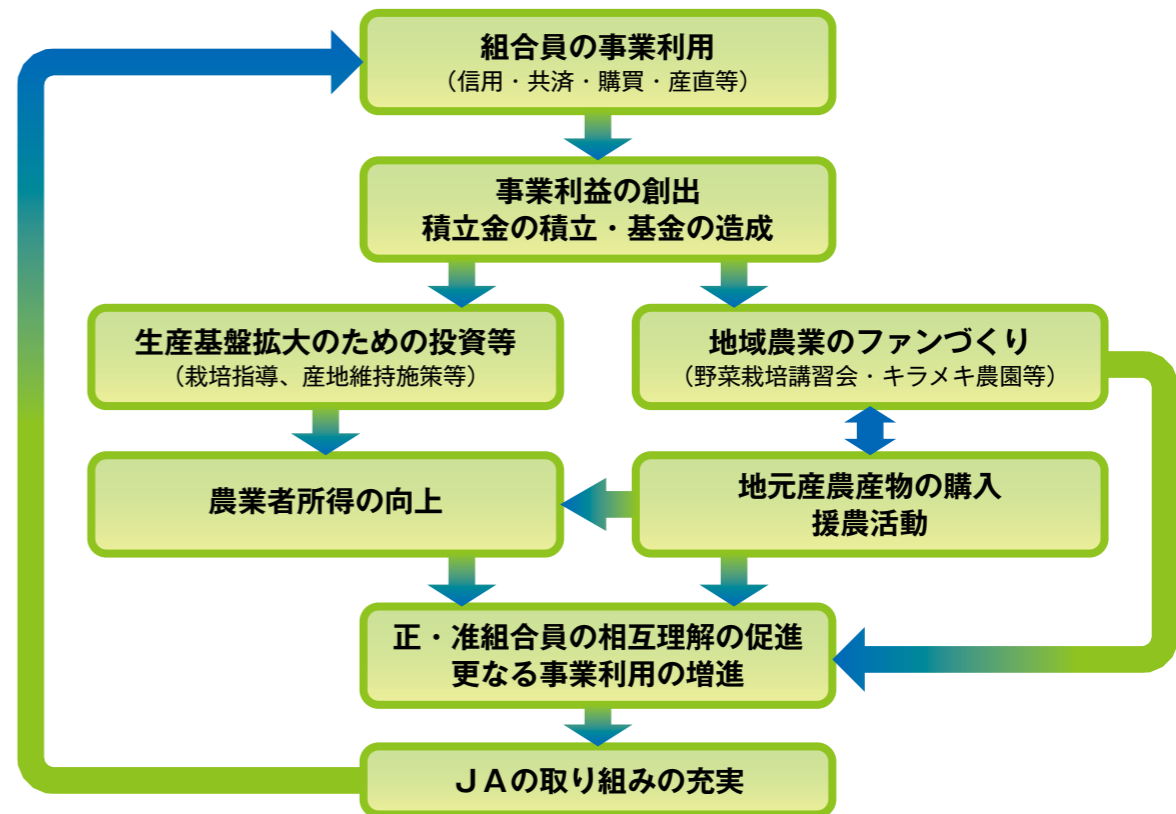 組合員の事業利用
（信用・共済・購買・産直等）
事業利益の創出
積立金の積立・基金の造成
生産基盤拡大のための投資等
（栽培指導、産地維持施策等）
地域農業のファンづくり
（野菜栽培講習会・キラメキ農園等）
農業者所得の向上
地元産農産物の購入
援農活動
正・准組合員の相互理解の促進
更なる事業利用の増進
ＪＡの取り組みの充実